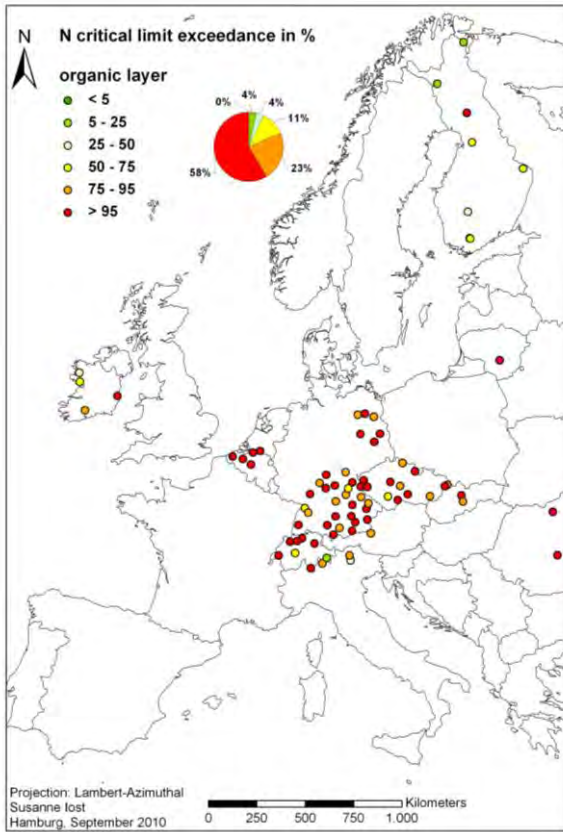 N
N critical limit exceedance in %
organic layer
< 5
5 - 25
25 - 50
50 - 75
75 - 95
> 95
0%
4%
4%
11%
23%
58%
Projection: Lambert-Azimuthal
Susanne Iost
Hamburg, September 2010
Kilometers
0 250 500 750 1.000